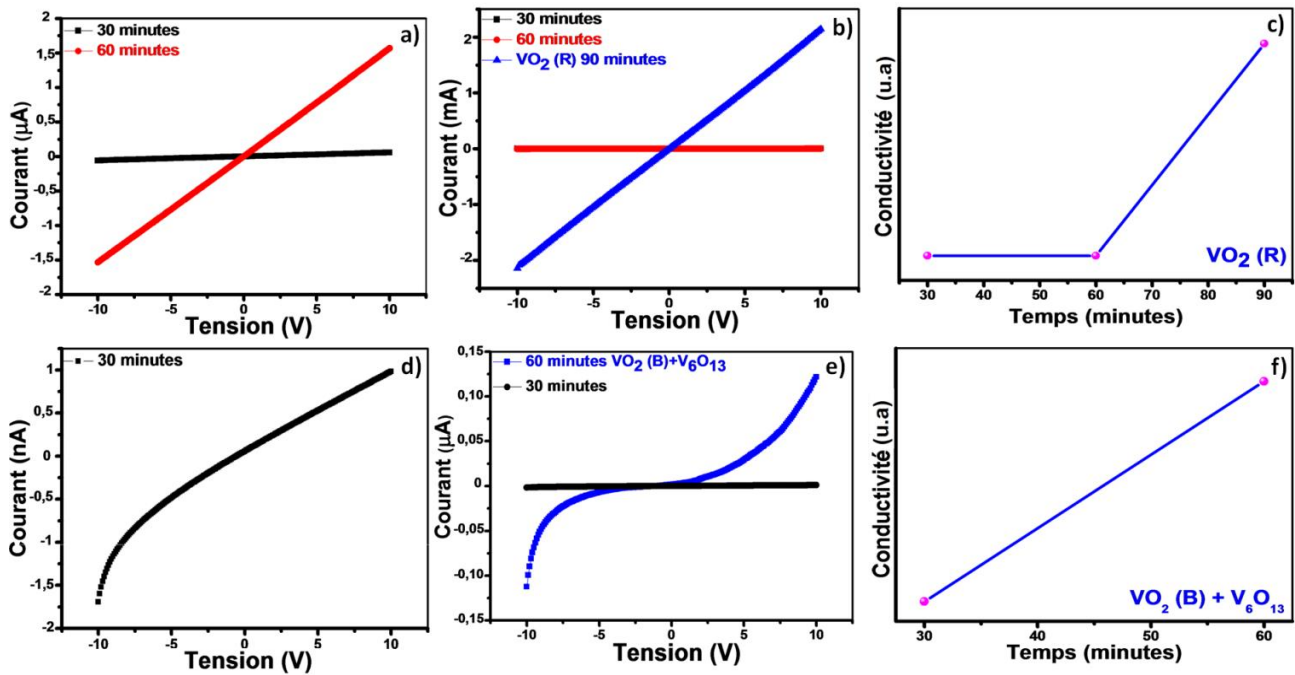 a)
30 minutes
60 minutes
Courant (µA)
2
1,5
1
0,5
0
-0,5
-1
-1,5
-2
-10 -5 0 5 10
Tension (V)
b)
30 minutes
60 minutes
VO₂ (R) 90 minutes
Courant (mA)
2
1
0
-1
-2
-10 -5 0 5 10
Tension (V)
c)
Conductivité (u.a)
VO₂ (R)
30 40 50 60 70 80 90
Temps (minutes)
d)
30 minutes
Courant (nA)
1
0,5
0
-0,5
-1
-1,5
-2
-10 -5 0 5 10
Tension (V)
0,15
e)
60 minutes VO₂ (B)+V₆O₁₃
30 minutes
Courant (µA)
0,10
0,05
0
0,05
-0,10
0,15
-10 -5 0 5 10
Tension (V)
f)
Conductivité (u.a)
VO₂ (B) + V₆O₁₃
30 40 50 60
Temps (minutes)